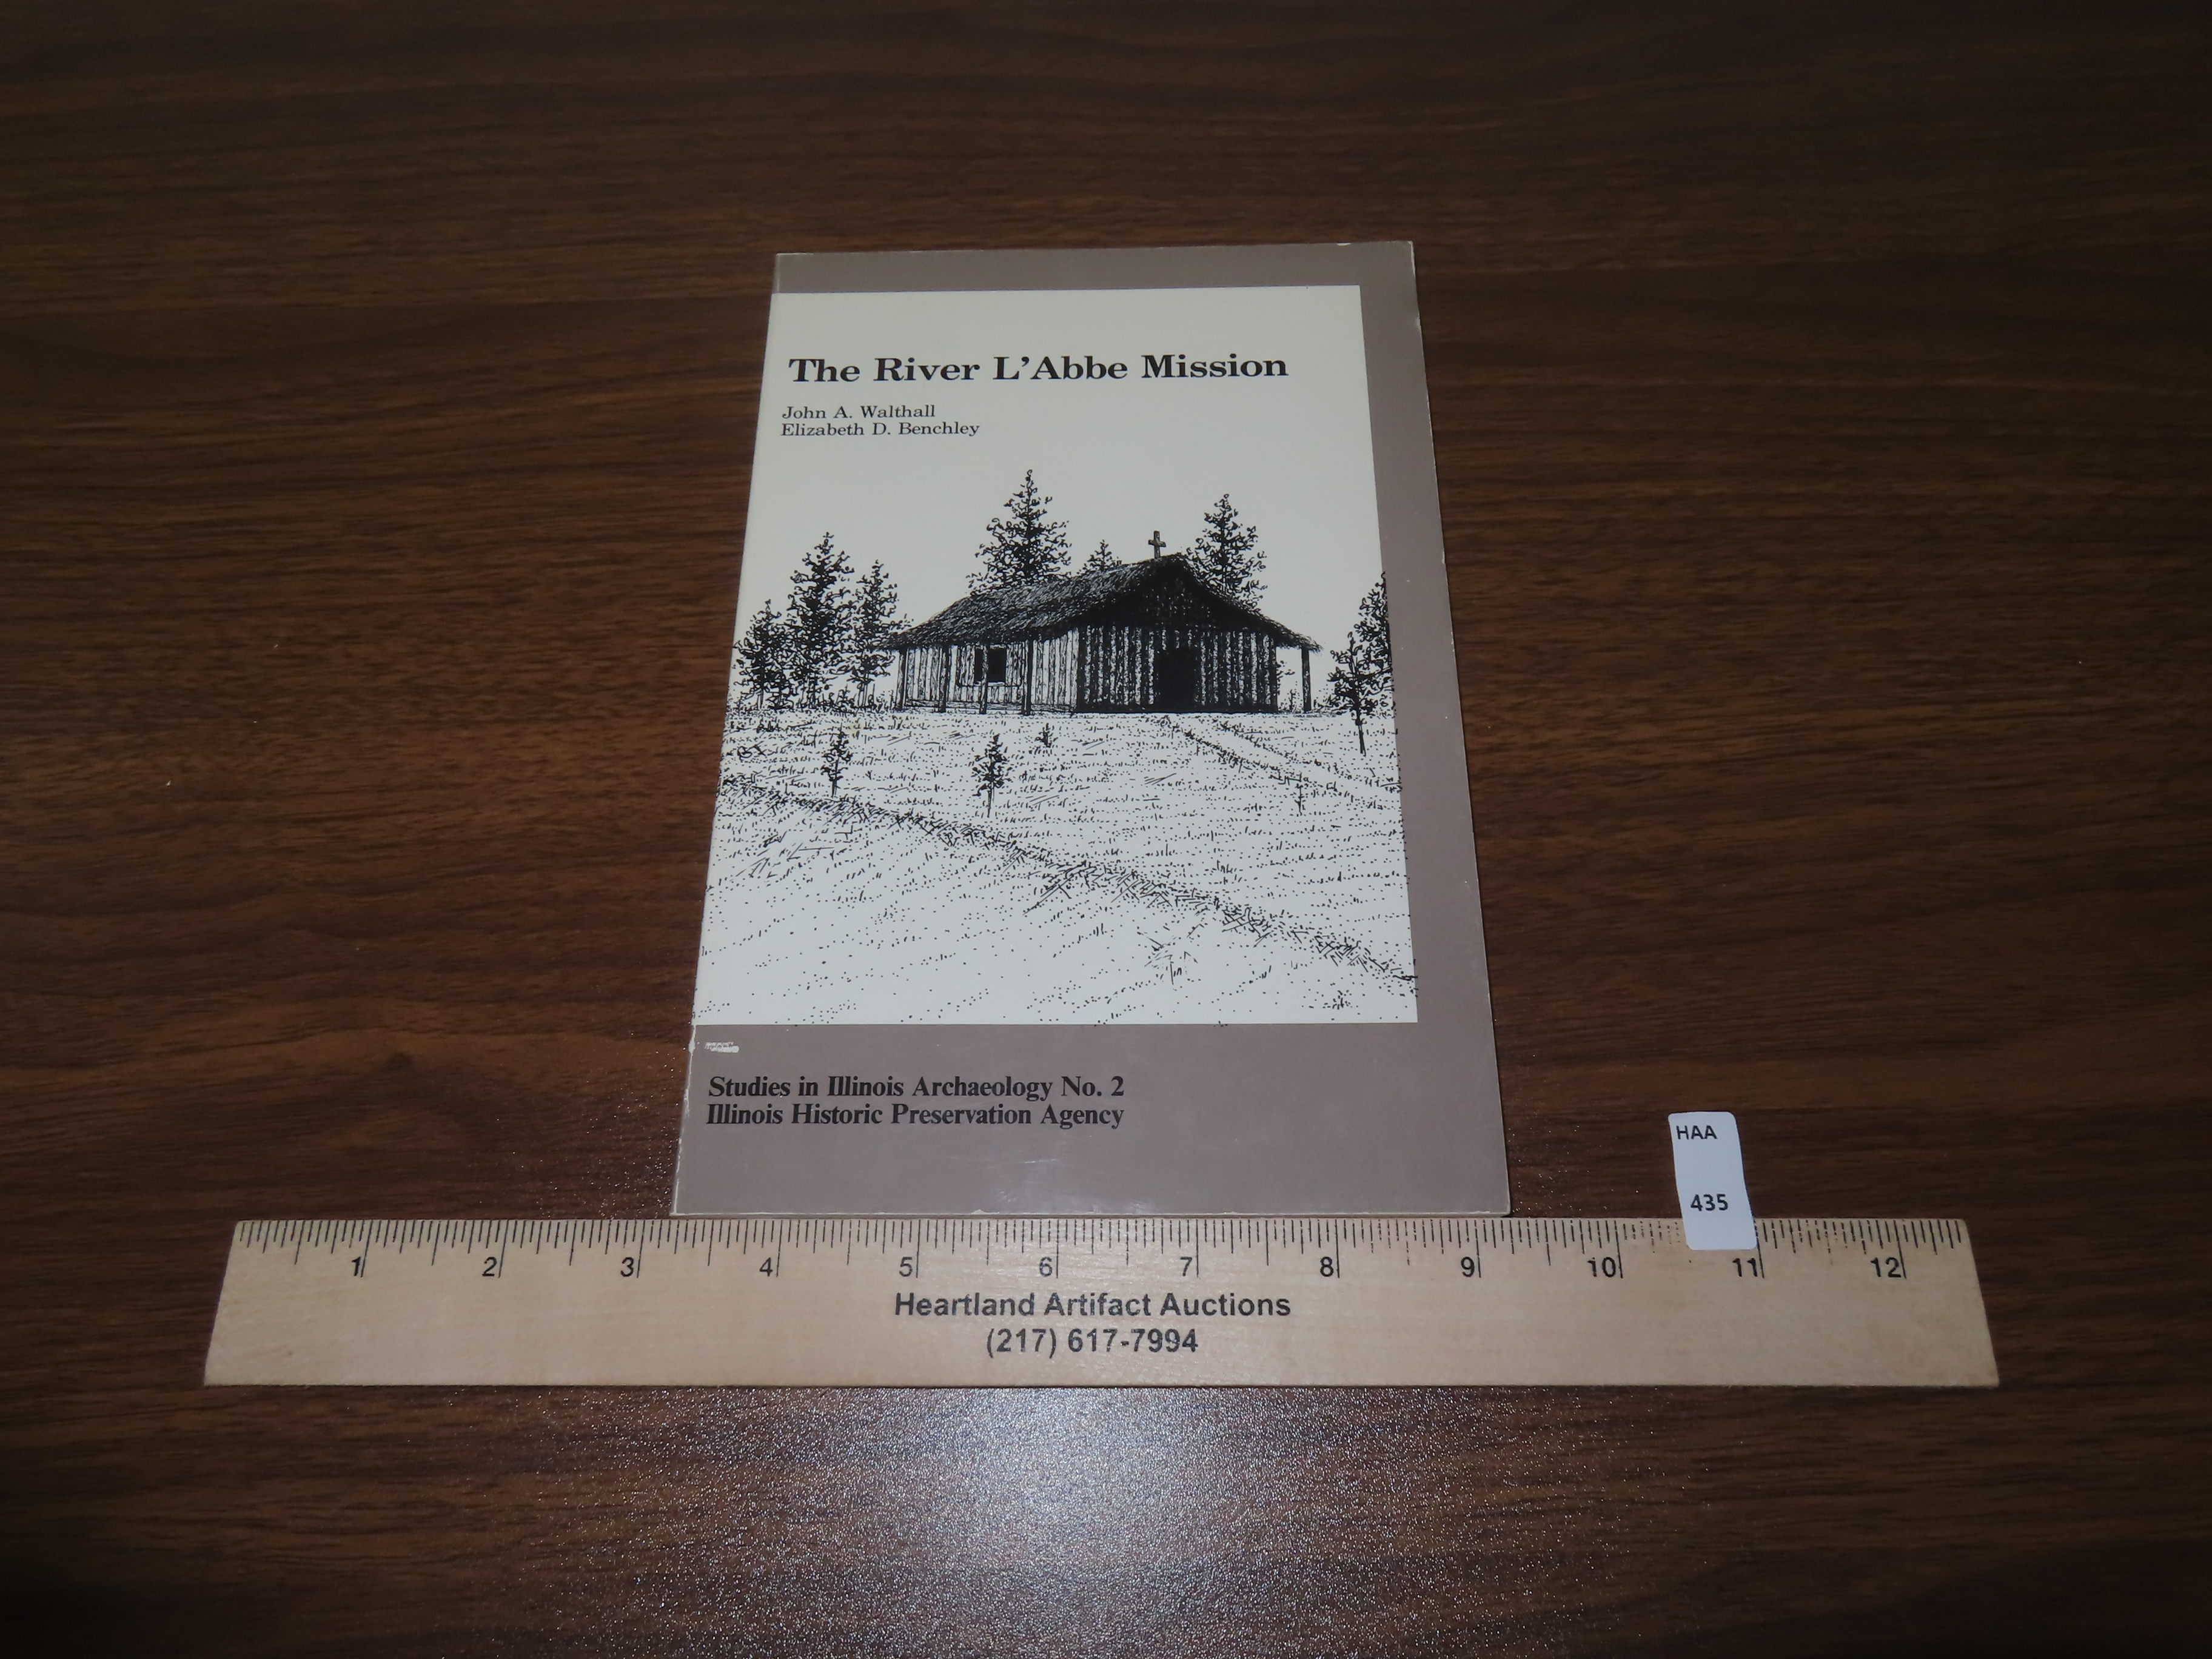 The River L'Abbe Mission
John A. Walthall
Elizabeth D. Benchley
Studies in Illinois Archaeology No. 2
Illinois Historic Preservation Agency
HAA
435
1 2 3 4 5 6 7 8 9 10 11 12
Heartland Artifact Auctions
(217) 617-7994